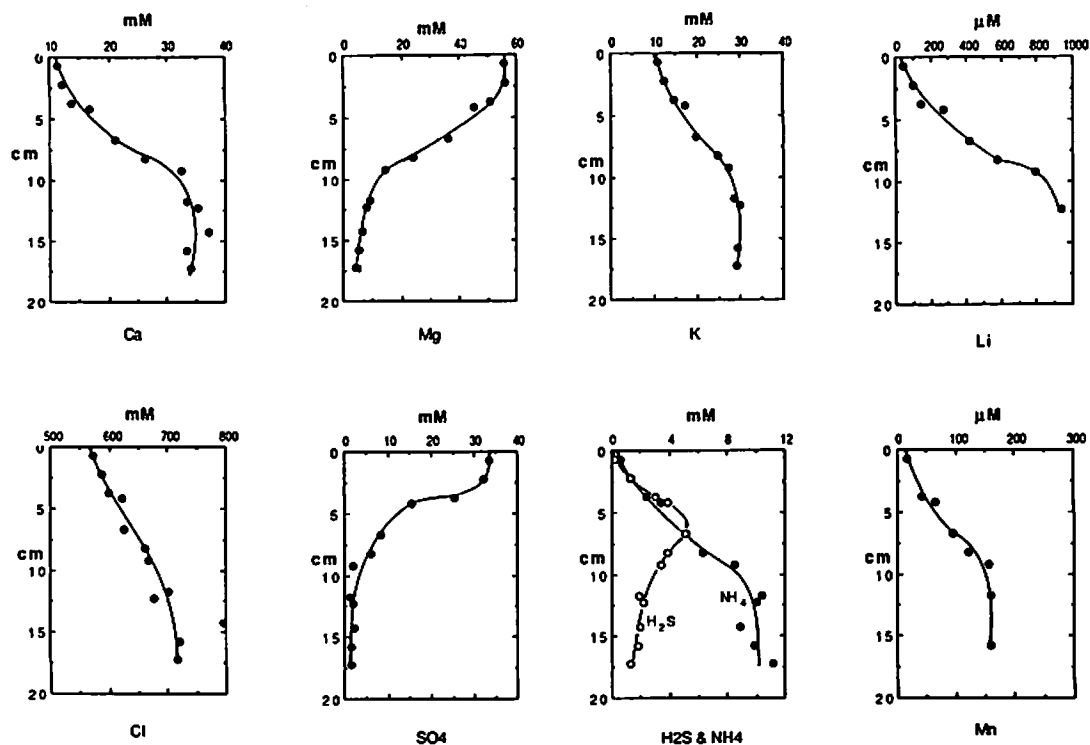 mM
10 20 30 40
0
5
cm
10
15
20
Ca
mM
0 20 40 60
0
5
cm
10
15
20
Mg
mM
0 10 20 30 40
0
5
cm
10
15
20
K
µM
0 200 400 600 800 1000
0
5
cm
10
15
20
Li
mM
500 600 700 800
0
5
cm
10
15
20
Cl
mM
0 10 20 30 40
0
5
cm
10
15
20
SO4
mM
0 4 8 12
0
5
cm
10
15
20
NH4
H2S
H2S & NH4
µM
0 100 200 300
0
5
cm
10
15
20
Mn